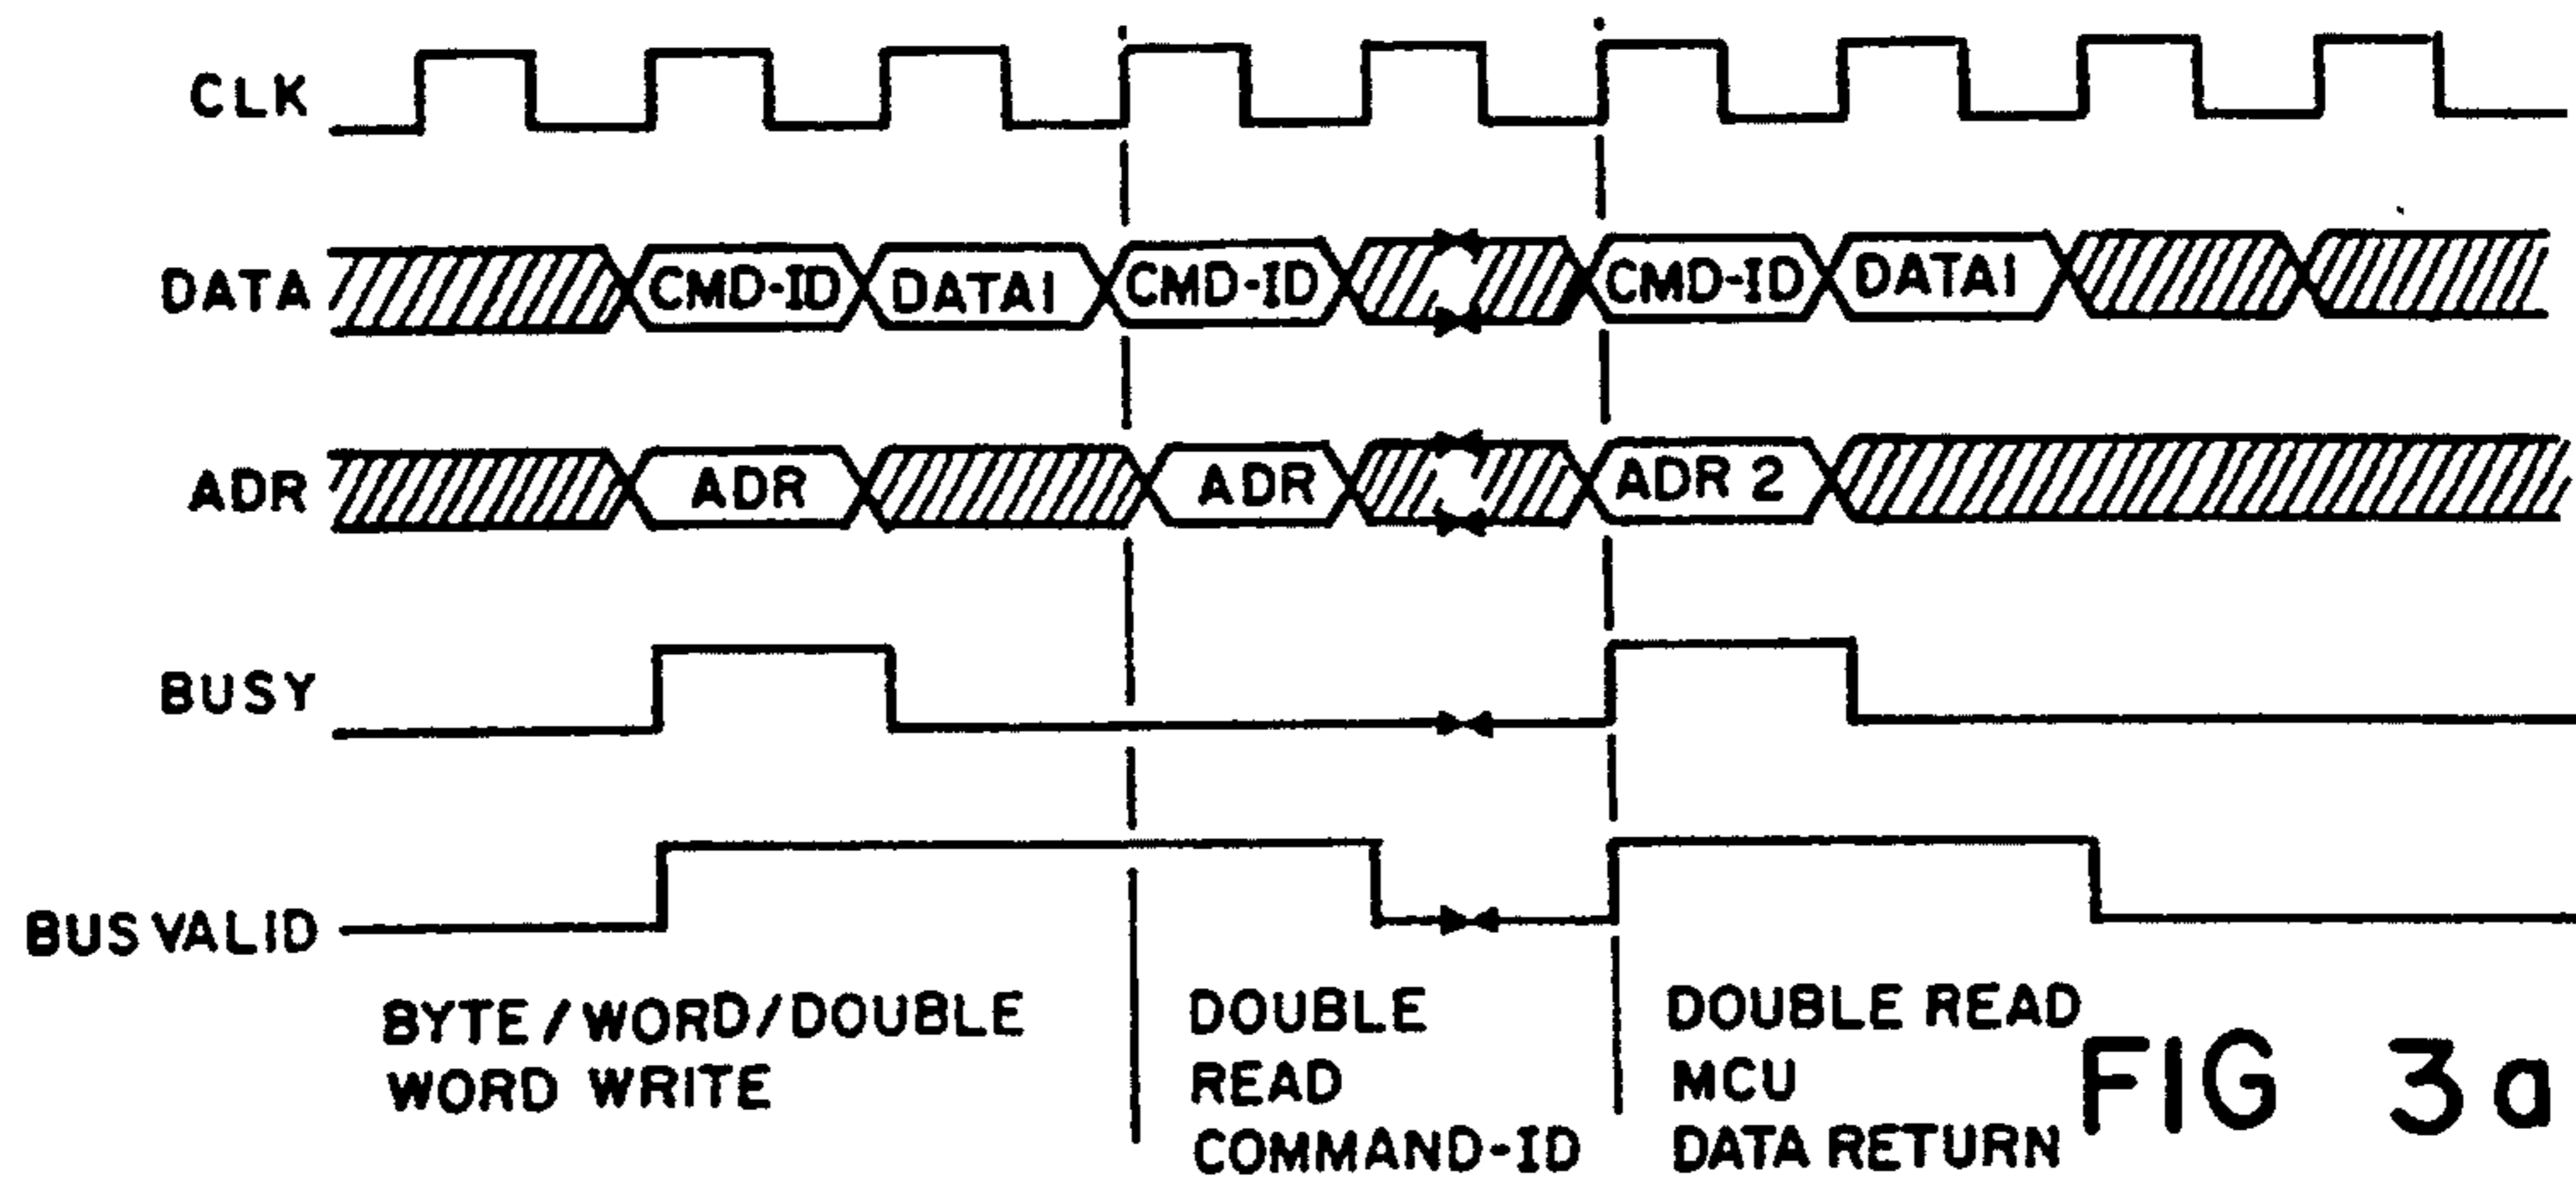 CLK
DATA CMD-ID DATA1 CMD-ID CMD-ID DATA1
ADR ADR ADR ADR 2
BUSY
BUS VALID
BYTE/WORD/DOUBLE
WORD WRITE
DOUBLE
READ
COMMAND-ID
DOUBLE READ
MCU
DATA RETURN
FIG 3a